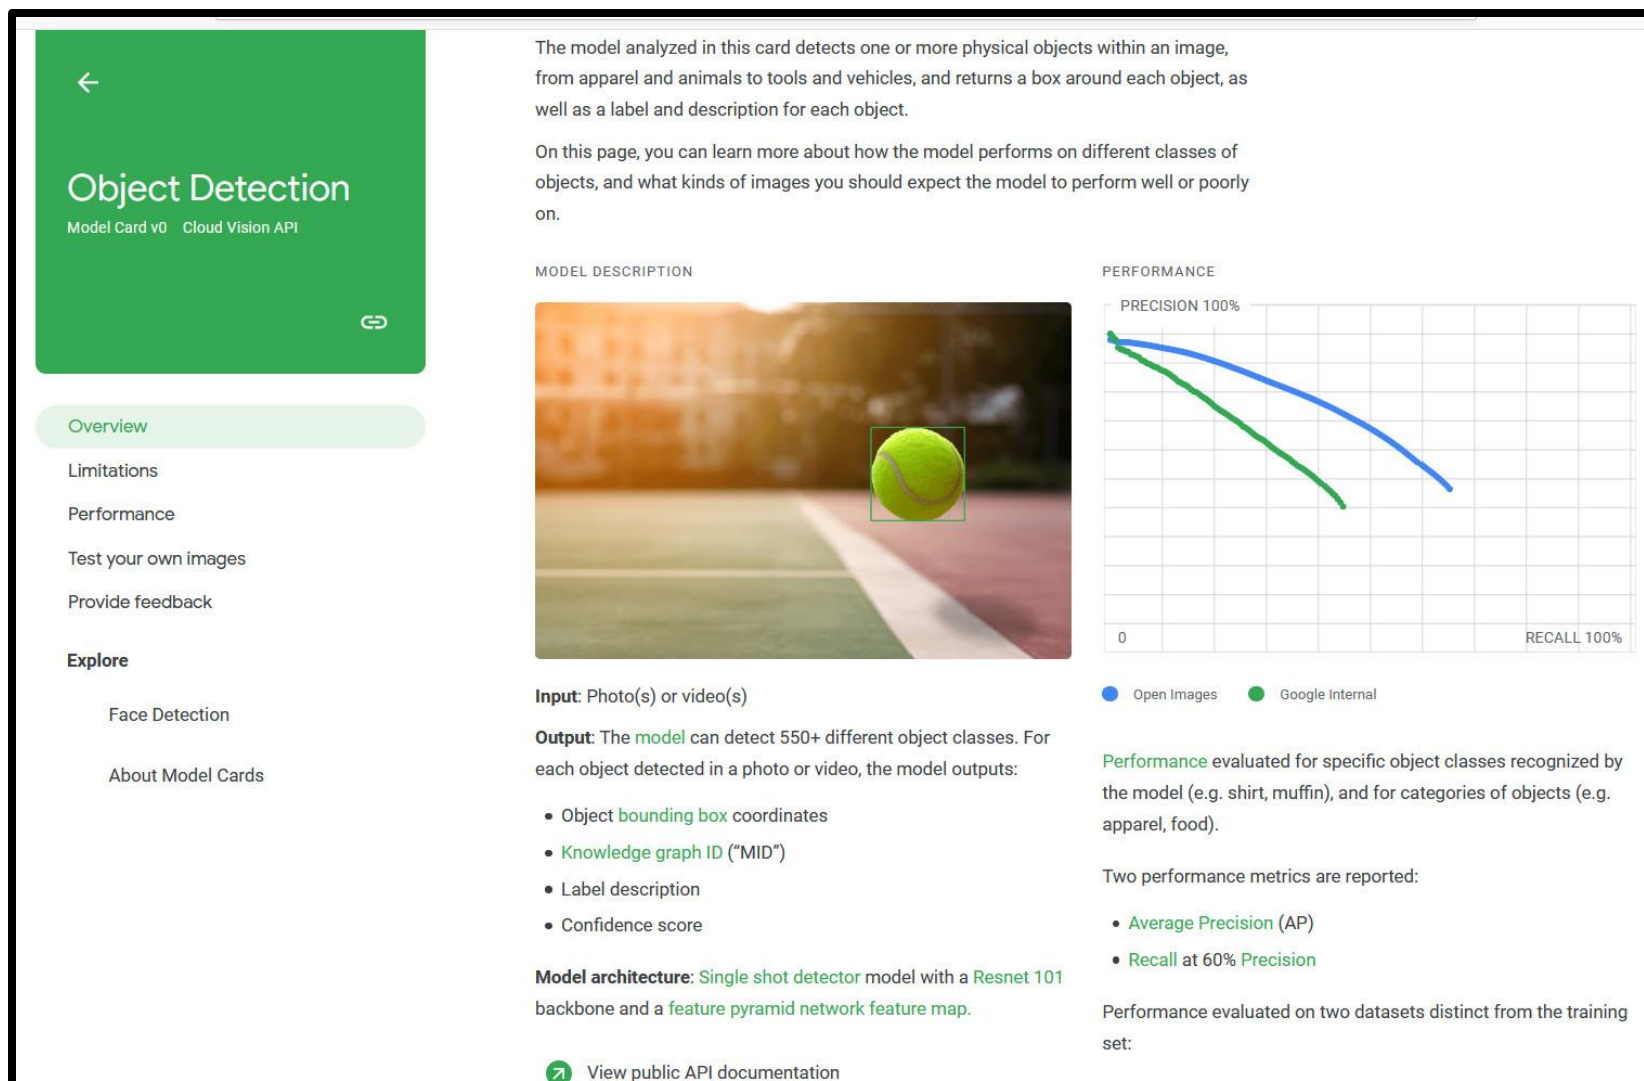 Object Detection
Model Card v0 Cloud Vision API
Overview
Limitations
Performance
Test your own images
Provide feedback
Explore
Face Detection
About Model Cards
The model analyzed in this card detects one or more physical objects within an image,
from apparel and animals to tools and vehicles, and returns a box around each object, as
well as a label and description for each object.
On this page, you can learn more about how the model performs on different classes of
objects, and what kinds of images you should expect the model to perform well or poorly
on.
MODEL DESCRIPTION
Input: Photo(s) or video(s)
Output: The model can detect 550+ different object classes. For
each object detected in a photo or video, the model outputs:
• Object bounding box coordinates
• Knowledge graph ID (“MID”)
• Label description
• Confidence score
Model architecture: Single shot detector model with a Resnet 101
backbone and a feature pyramid network feature map.
View public API documentation
PERFORMANCE
PRECISION 100%
0
RECALL 100%
Open Images
Google Internal
Performance evaluated for specific object classes recognized by
the model (e.g. shirt, muffin), and for categories of objects (e.g.
apparel, food).
Two performance metrics are reported:
• Average Precision (AP)
• Recall at 60% Precision
Performance evaluated on two datasets distinct from the training
set: